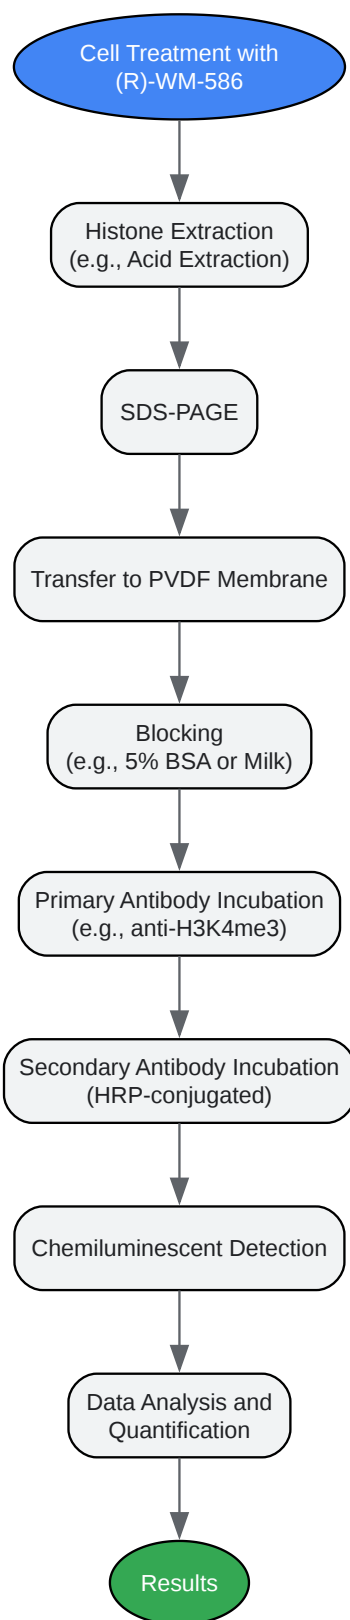 Cell Treatment with
(R)-WM-586
Histone Extraction
(e.g., Acid Extraction)
SDS-PAGE
Transfer to PVDF Membrane
Blocking
(e.g., 5% BSA or Milk)
Primary Antibody Incubation
(e.g., anti-H3K4me3)
Secondary Antibody Incubation
(HRP-conjugated)
Chemiluminescent Detection
Data Analysis and
Quantification
Results